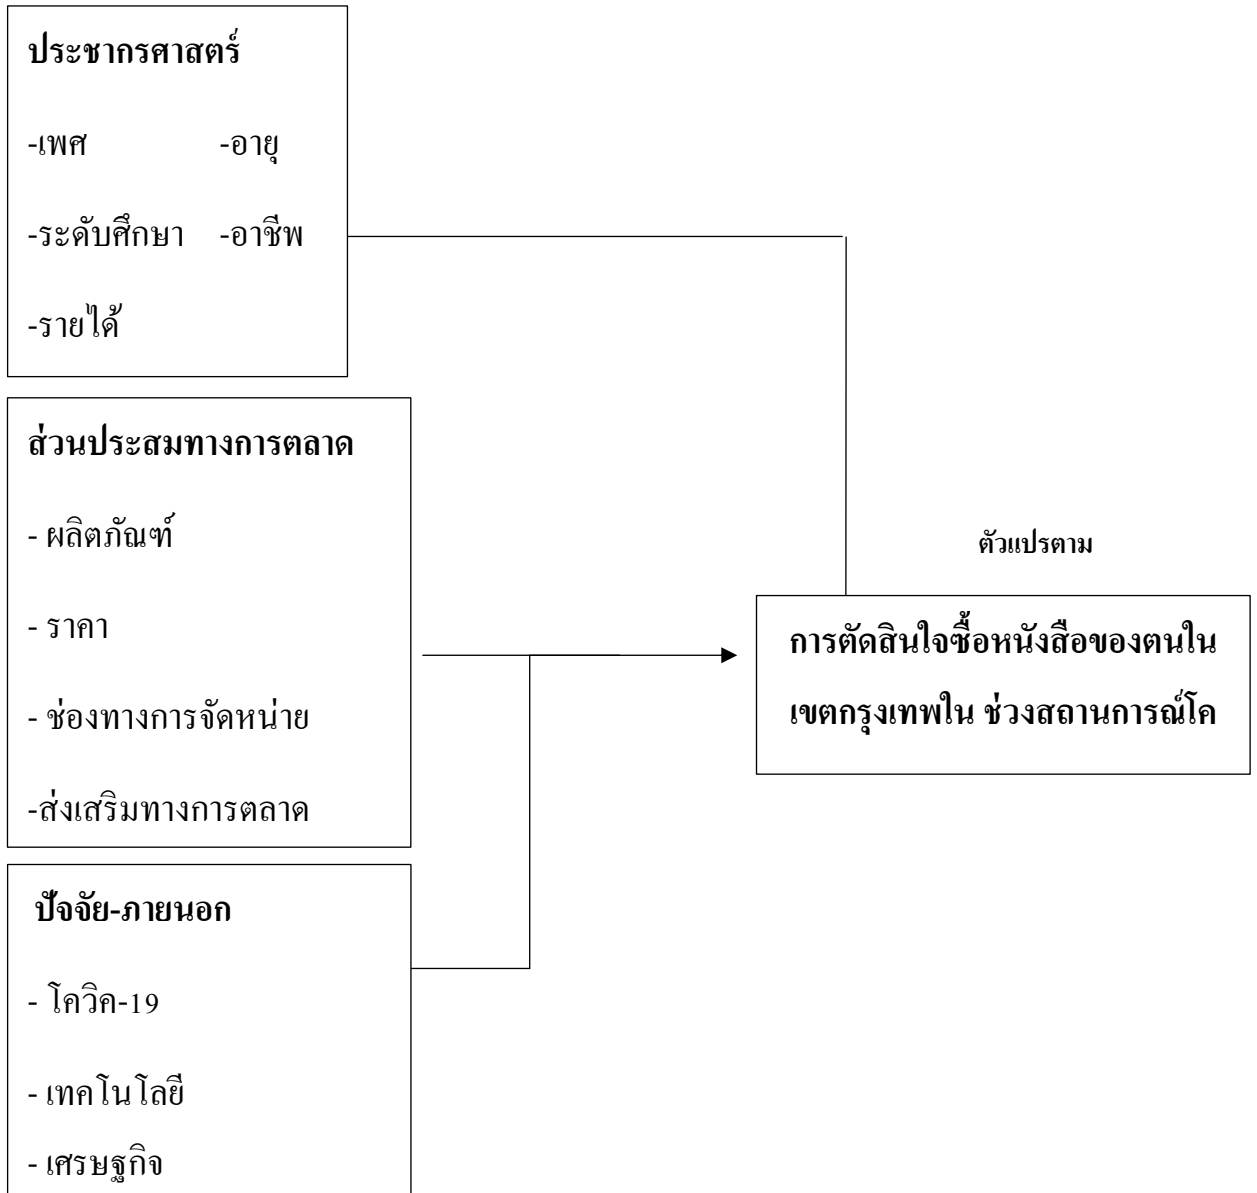 ประชากรศาสตร์
-เพศ -อายุ
-ระดับศึกษา -อาชีพ
-รายได้
ส่วนประสมทางการตลาด
- ผลิตภัณฑ์
- ราคา
- ช่องทางการจัดหน่าย
-ส่งเสริมทางการตลาด
ปัจจัย-ภายนอก
- โควิค-19
- เทคโนโลยี
- เศรษฐกิจ
ตัวแปรตาม
การตัดสินใจซื้อหนังสือของตนใน
เขตกรุงเทพใน ช่วงสถานการณ์โค